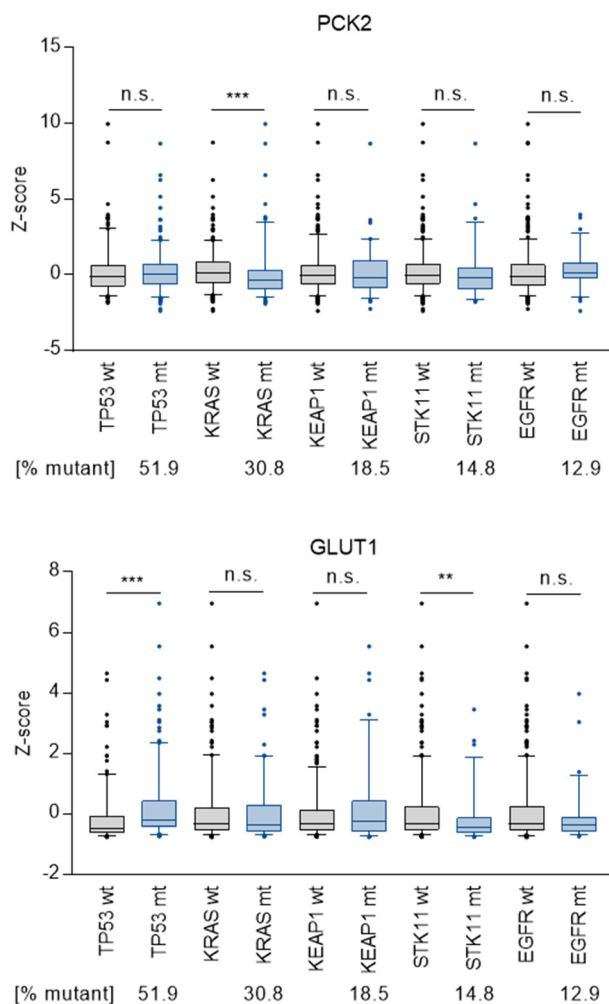 PCK2
15
n.s. *** n.s. n.s. n.s.
10
Z-score
5
0
-5
TP53 wt TP53 mt KRAS wt KRAS mt KEAP1 wt KEAP1 mt STK11 wt STK11 mt EGFR wt EGFR mt
[% mutant] 51.9 30.8 18.5 14.8 12.9
GLUT1
8
*** n.s. n.s. ** n.s.
6
4
Z-score
2
0
-2
TP53 wt TP53 mt KRAS wt KRAS mt KEAP1 wt KEAP1 mt STK11 wt STK11 mt EGFR wt EGFR mt
[% mutant] 51.9 30.8 18.5 14.8 12.9